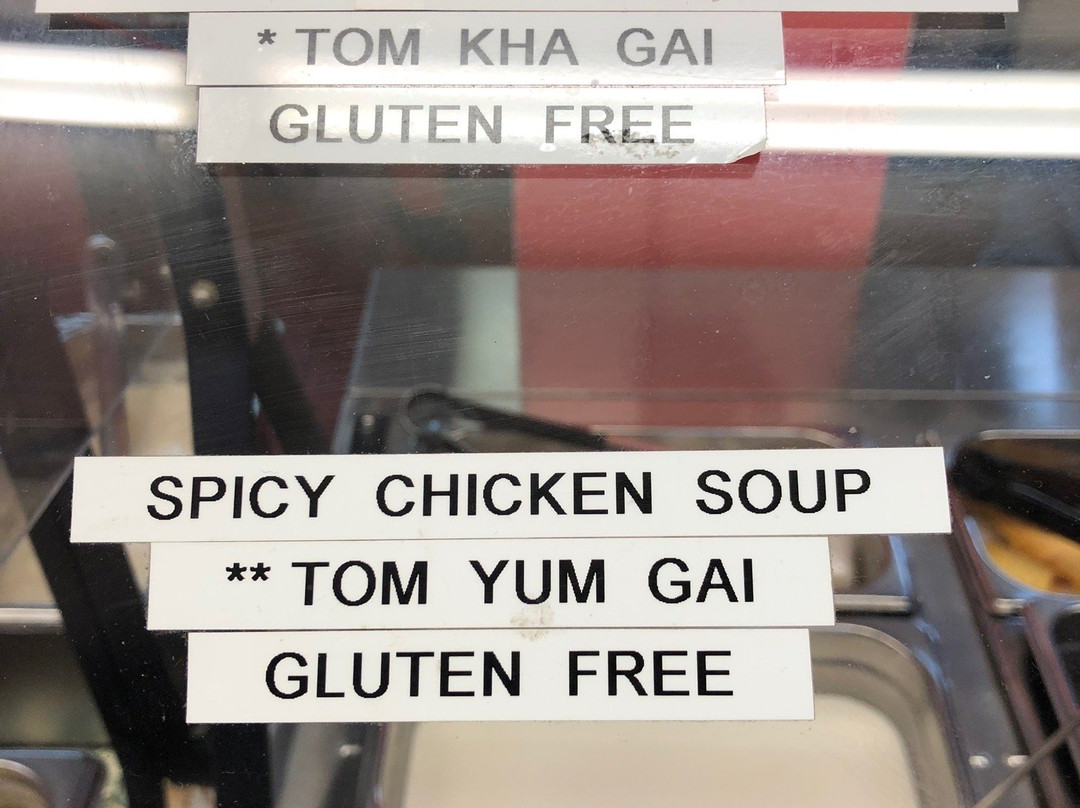 * TOM KHA GAI
GLUTEN FREE
SPICY CHICKEN SOUP
** TOM YUM GAI
GLUTEN FREE